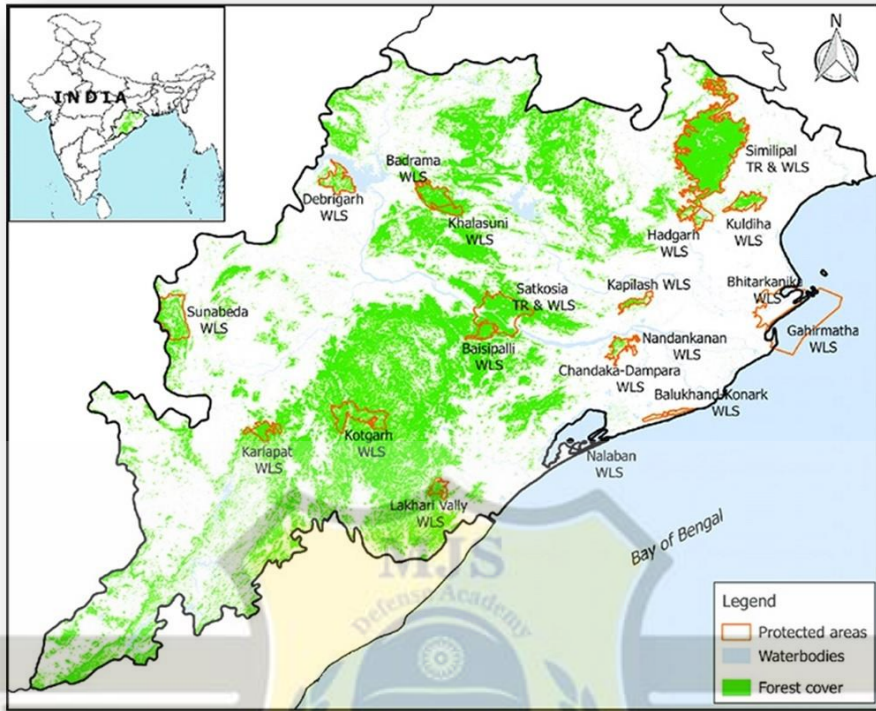 INDIA
N
Badrama
WLS
Debrigarh
WLS
Khalasuni
WLS
Similipal
TR & WLS
Hadgarh
WLS
Kuldiha
WLS
Sunabeda
WLS
Satkosia
TR & WLS
Kapilash WLS
Bhitarkanika
WLS
Gahirmatha
WLS
Baisipalli
WLS
Nandankanan
WLS
Chandaka-Dampara
WLS
Balukhand Konark
WLS
Karlapat
WLS
Kotgarh
WLS
Nalaban
WLS
Lakhari Vally
WLS
Bay of Bengal
MJS
Defense Academy
Legend
Protected areas
Waterbodies
Forest cover